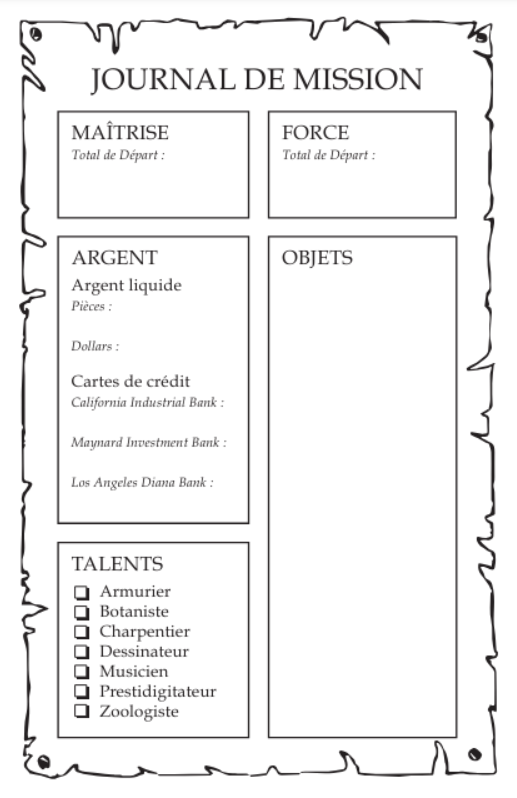 JOURNAL DE MISSION
MAÎTRISE
Total de Départ :
FORCE
Total de Départ :
ARGENT
Argent liquide
Pièces :
Dollars :
Cartes de crédit
California Industrial Bank :
Maynard Investment Bank :
Los Angeles Diana Bank :
OBJETS
TALENTS
Armurier
Botaniste
Charpentier
Dessinateur
Musicien
Prestidigitateur
Zoologiste